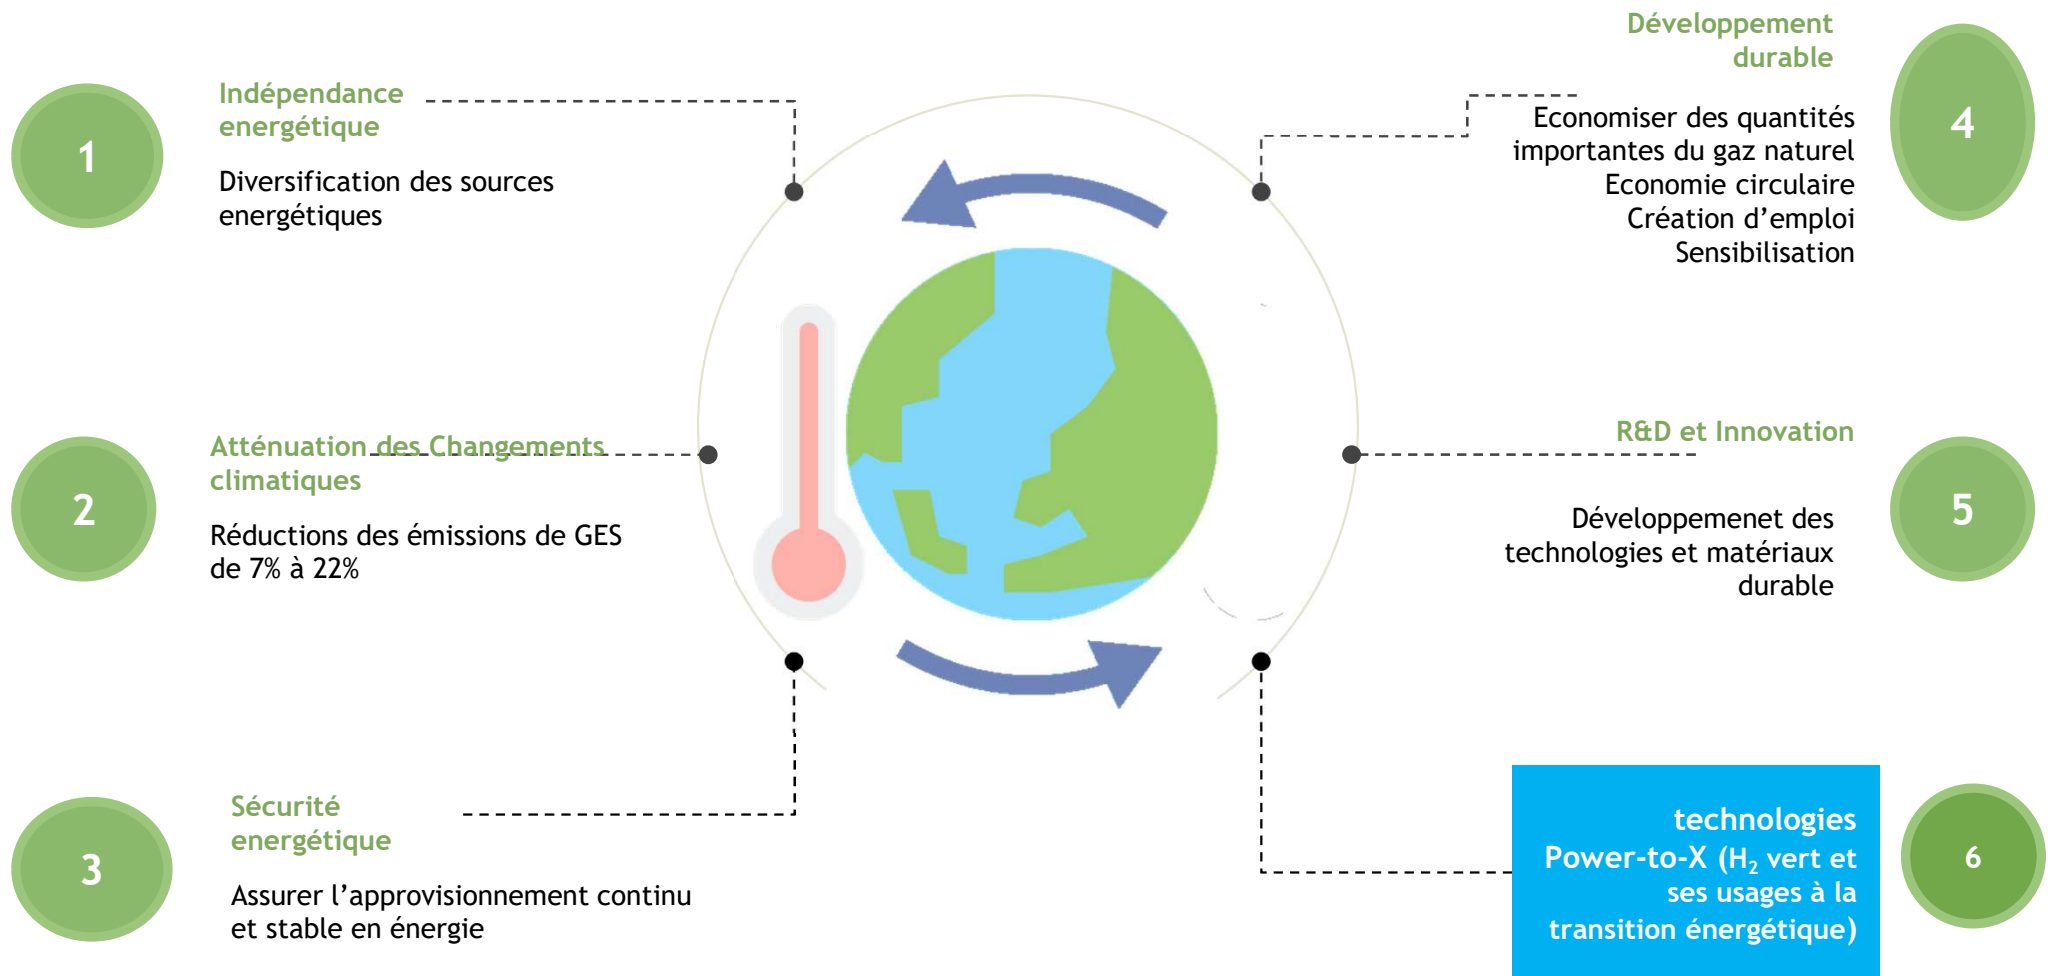 1
Indépendance
energétique
Diversification des sources
energétiques
2
Atténuation des Changements
climatiques
Réductions des émissions de GES
de 7% à 22%
3
Sécurité
energétique
Assurer l’approvisionnement continu
et stable en énergie
Développement
durable
4
Economiser des quantités
importantes du gaz naturel
Economie circulaire
Création d’emploi
Sensibilisation
R&D et Innovation
5
Développemenet des
technologies et matériaux
durable
technologies
Power-to-X (H₂ vert et
ses usages à la
transition énergétique)
6